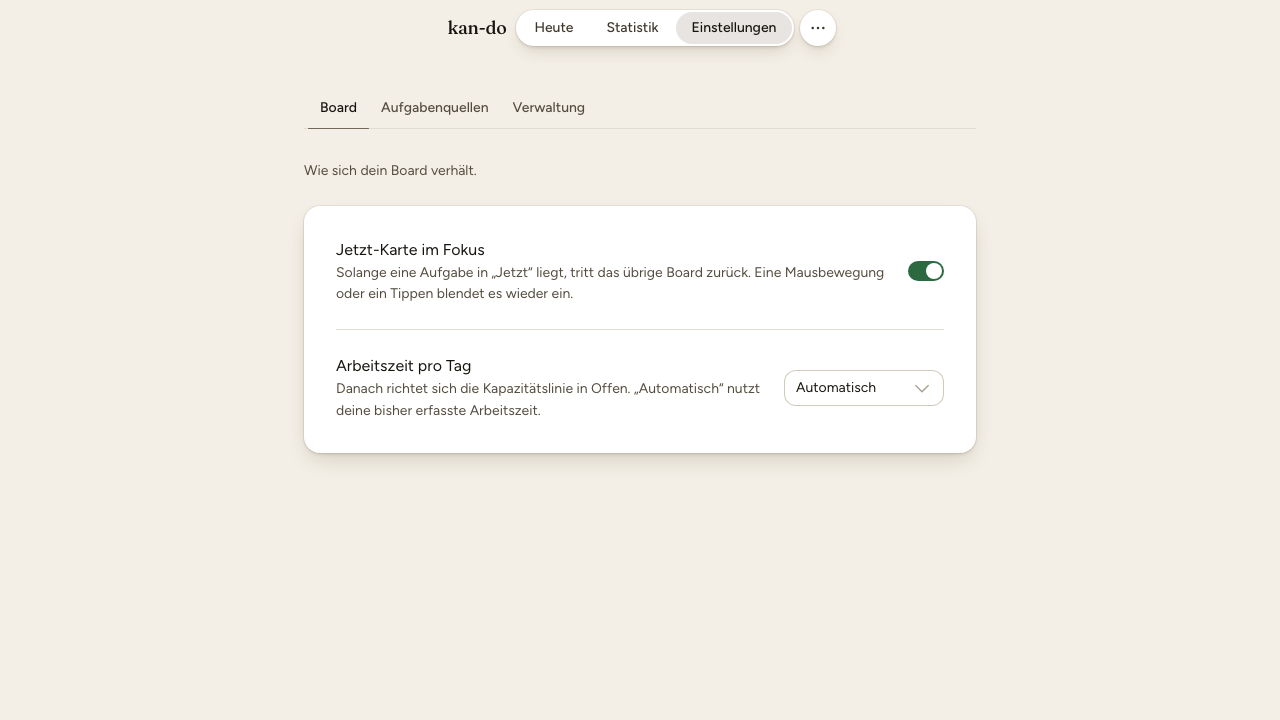 kan-do
Heute
Statistik
Einstellungen
Board
Aufgabenquellen
Verwaltung
Wie sich dein Board verhält.
Jetzt-Karte im Fokus
Solange eine Aufgabe in „Jetzt“ liegt, tritt das übrige Board zurück. Eine Mausbewegung
oder ein Tippen blendet es wieder ein.
Arbeitszeit pro Tag
Danach richtet sich die Kapazitätslinie in Offen. „Automatisch“ nutzt
deine bisher erfasste Arbeitszeit.
Automatisch